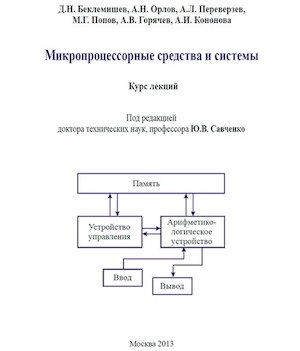 Д.Н. Беклемишев, А.Н. Орлов, А.Л. Переверзев,
М.Г. Попов, А.В. Горячев, А.И. Кононова
Микропроцессорные средства и системы
Курс лекций
Под редакцией
доктора технических наук, профессора Ю.В. Савченко
Память
Устройство
управления
Арифметико-
логическое
устройство
Ввод
Вывод
Москва 2013